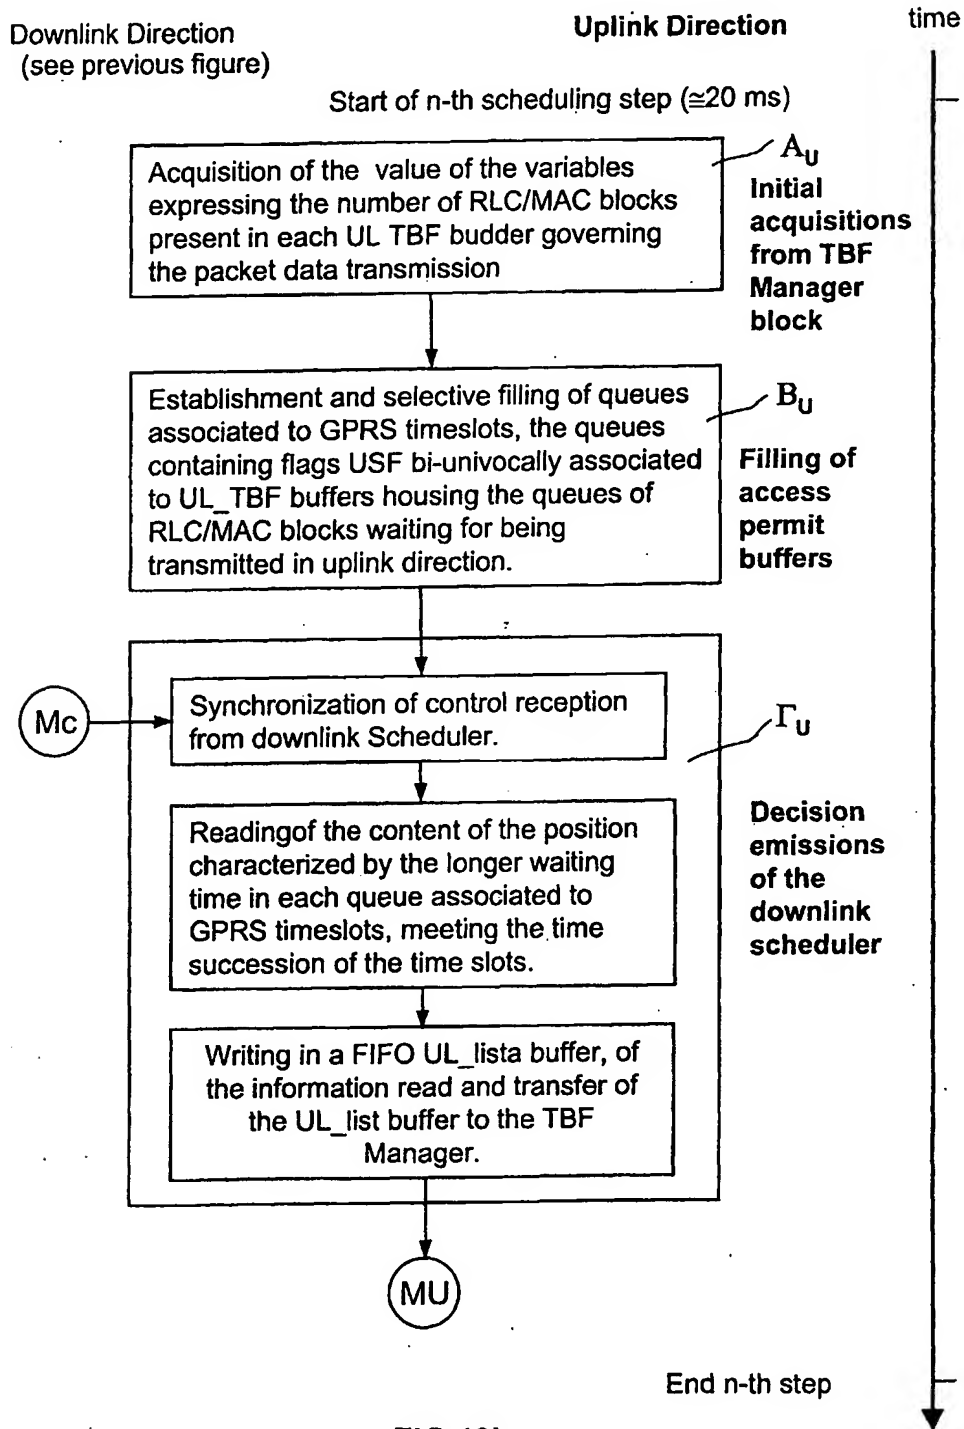 Downlink Direction
(see previous figure)
Uplink Direction
time
Start of n-th scheduling step (≅20 ms)
Acquisition of the value of the variables
expressing the number of RLC/MAC blocks
present in each UL TBF budder governing
the packet data transmission
AU
Initial
acquisitions
from TBF
Manager
block
Establishment and selective filling of queues
associated to GPRS timeslots, the queues
containing flags USF bi-univocally associated
to UL_TBF buffers housing the queues of
RLC/MAC blocks waiting for being
transmitted in uplink direction.
BU
Filling of
access
permit
buffers
Mc
Synchronization of control reception
from downlink Scheduler.
ΓU
Readingof the content of the position
characterized by the longer waiting
time in each queue associated to
GPRS timeslots, meeting the time
succession of the time slots.
Decision
emissions
of the
downlink
scheduler
Writing in a FIFO UL_lista buffer, of
the information read and transfer of
the UL_list buffer to the TBF
Manager.
MU
End n-th step